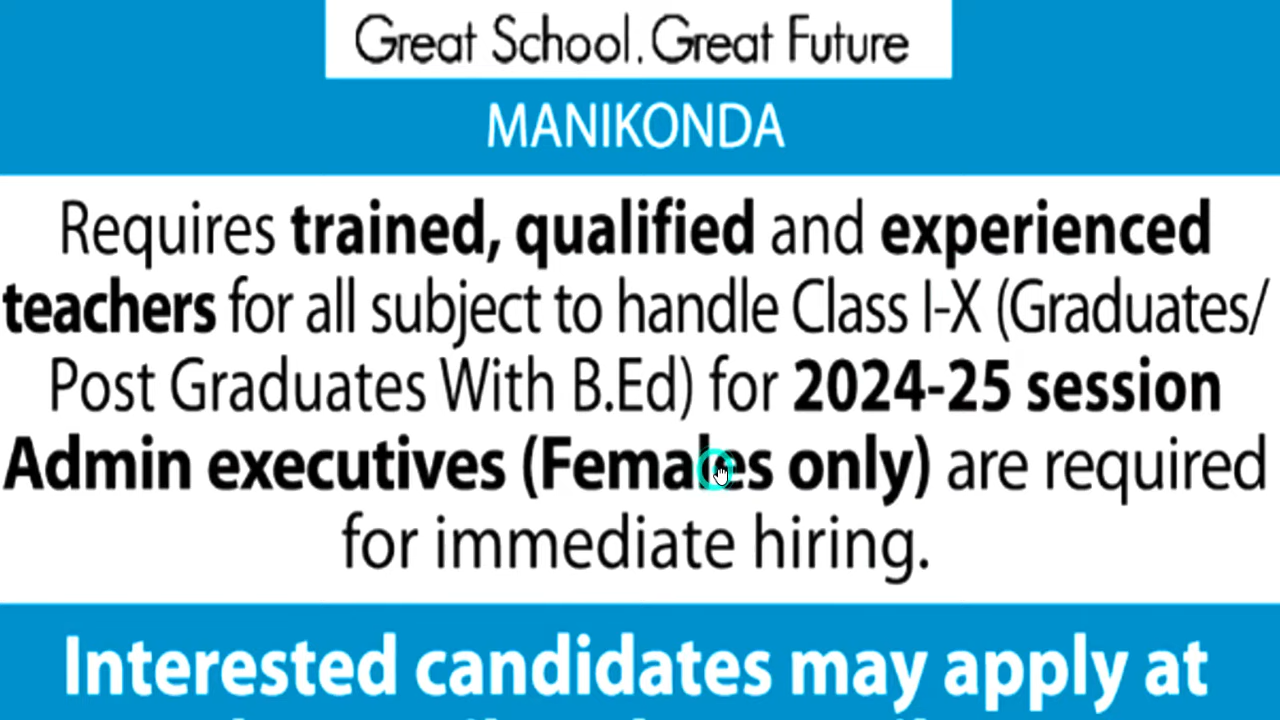 Great School. Great Future
MANIKONDA
Requires trained, qualified and experienced
teachers for all subject to handle Class I-X (Graduates/
Post Graduates With B.Ed) for 2024-25 session
Admin executives (Females only) are required
for immediate hiring.
Interested candidates may apply at